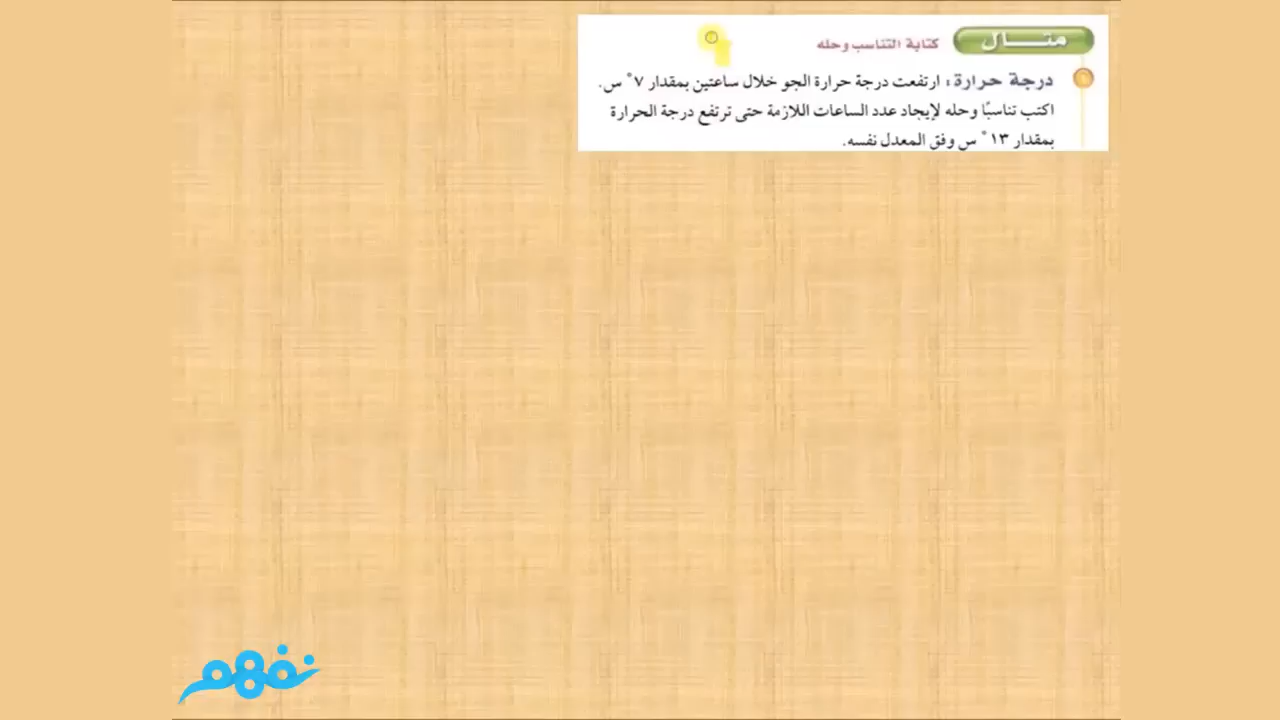 مثــــال
كتابة التناسب وحله
درجة حرارة: ارتفعت درجة حرارة الجو خلال ساعتين بمقدار ٧° س.
اكتب تناسبًا وحله لإيجاد عدد الساعات اللازمة حتى ترتفع درجة الحرارة
بمقدار ١٣° س وفق المعدل نفسه.
نفهم